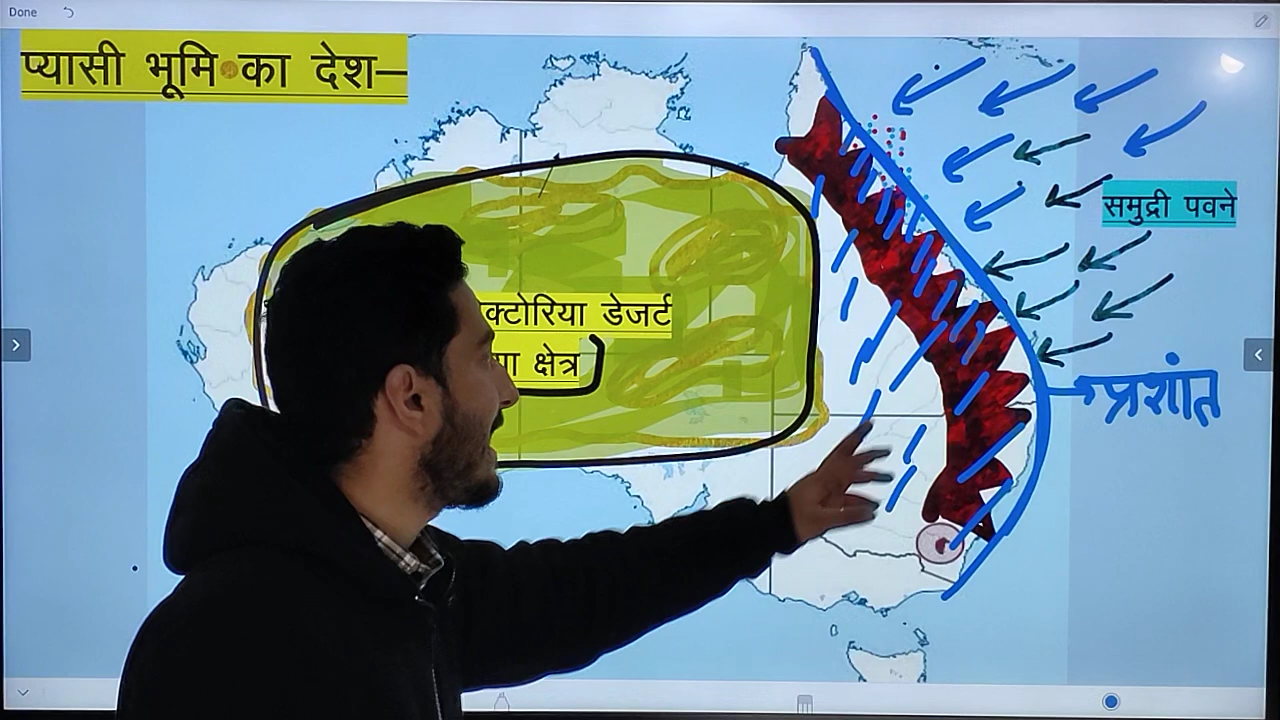 Done
प्यासी भूमि का देश—
समुद्री पवने
क्टोरिया डेजर्ट
क्षेत्र
प्रशांत